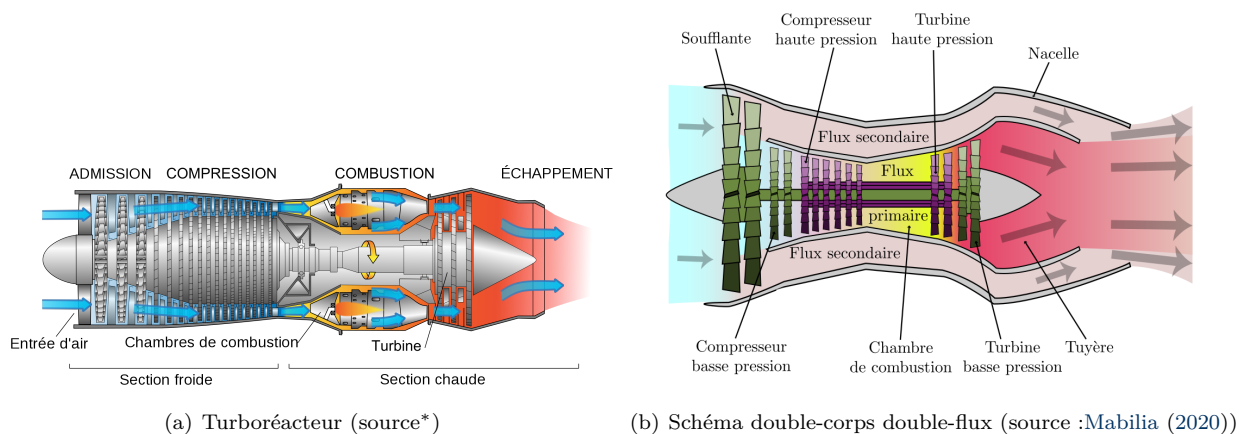 ADMISSION
COMPRESSION
COMBUSTION
ÉCHAPPEMENT
Entrée d'air
Chambres de combustion
Turbine
Section froide
Section chaude
(a) Turboréacteur (source*)
Soufflante
Compresseur
haute pression
Turbine
haute pression
Nacelle
Flux secondaire
Flux
primaire
Flux secondaire
Compresseur
basse pression
Chambre
de combustion
Turbine
basse pression
Tuyère
(b) Schéma double-corps double-flux (source :Mabilia (2020))